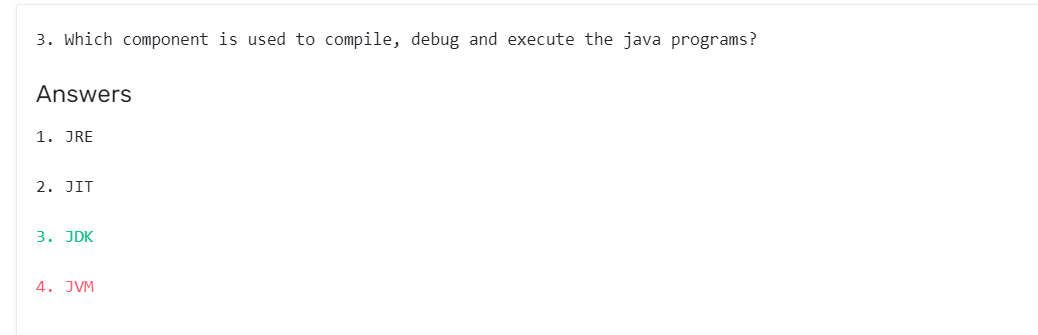 3. Which component is used to compile, debug and execute the java programs?
Answers
1. JRE
2. JIT
3. JDK
4. JVM